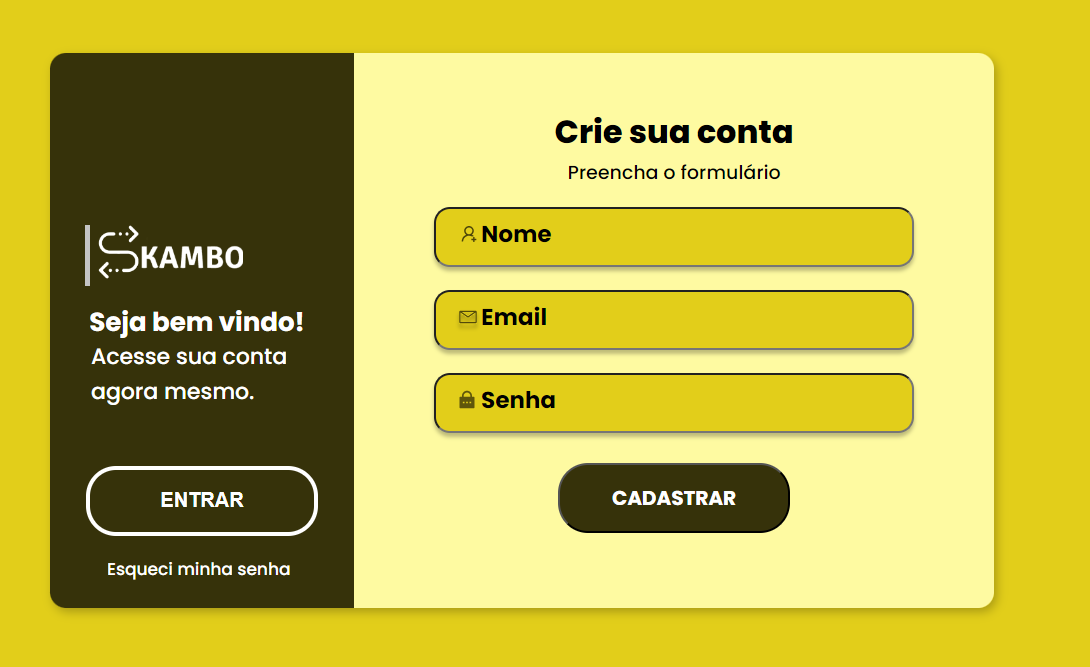 KAMBO
Seja bem vindo!
Acesse sua conta
agora mesmo.
ENTRAR
Esqueci minha senha
Crie sua conta
Preencha o formulário
Nome
Email
Senha
CADASTRAR